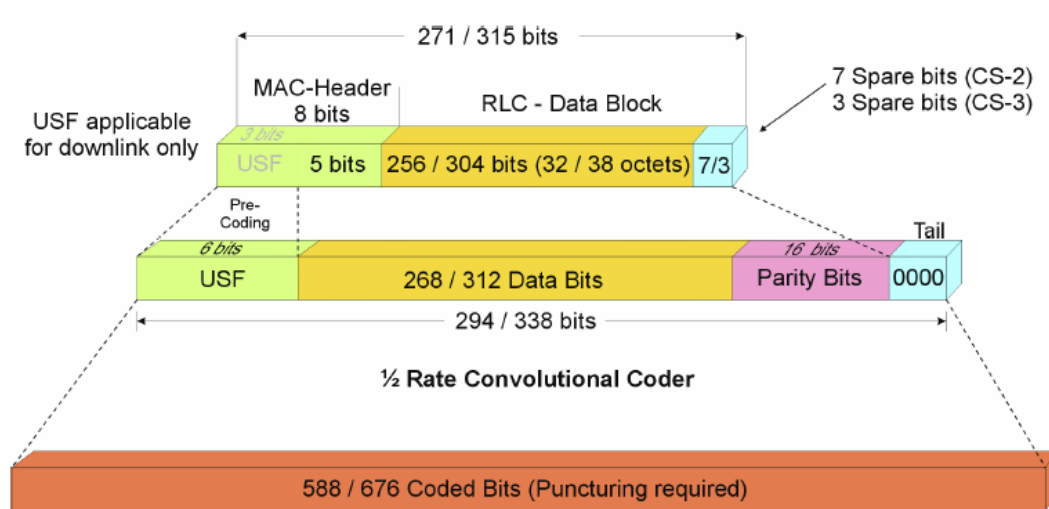 271 / 315 bits
MAC-Header
8 bits
RLC - Data Block
7 Spare bits (CS-2)
3 Spare bits (CS-3)
USF applicable
for downlink only
3 bits
USF
5 bits
256 / 304 bits (32 / 38 octets)
7/3
Pre-
Coding
Tail
6 bits
16 bits
USF
268 / 312 Data Bits
Parity Bits
0000
294 / 338 bits
½ Rate Convolutional Coder
588 / 676 Coded Bits (Puncturing required)